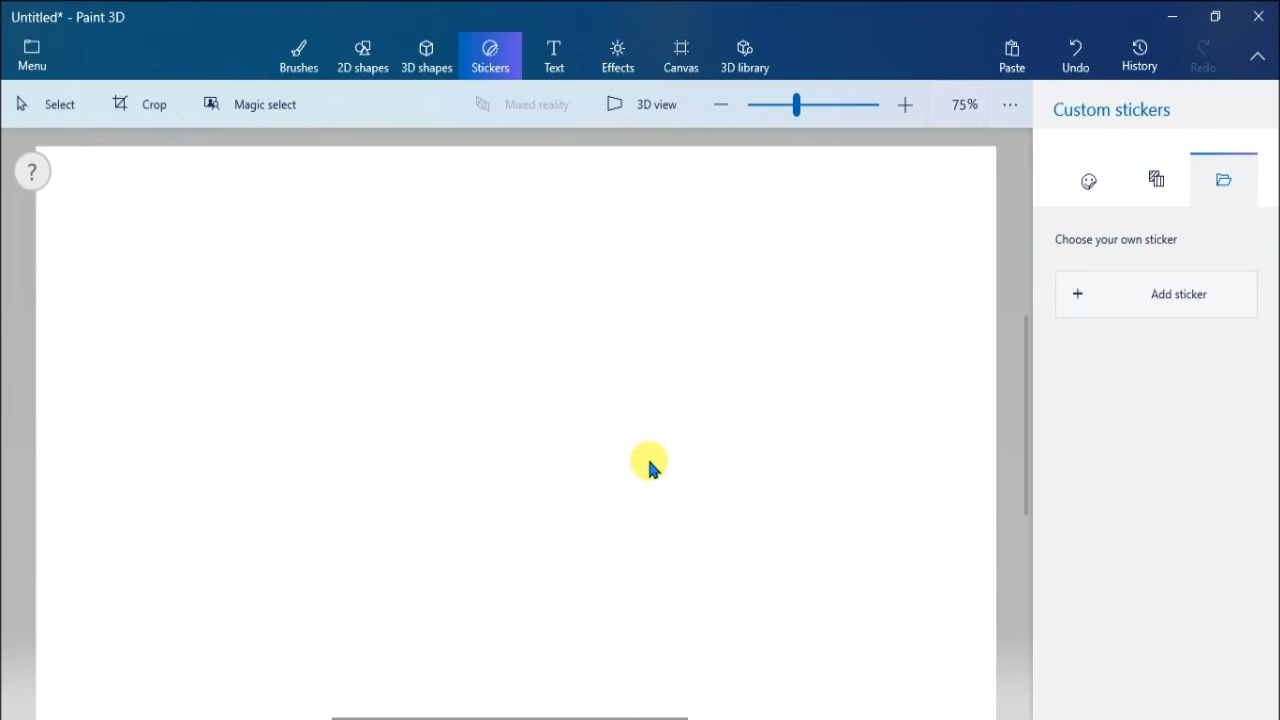 Untitled* - Paint 3D
Menu
Brushes
2D shapes
3D shapes
Stickers
Text
Effects
Canvas
3D library
Paste
Undo
History
Redo
Select
Crop
Magic select
Mixed reality
3D view
75%
Custom stickers
?
Choose your own sticker
+ Add sticker